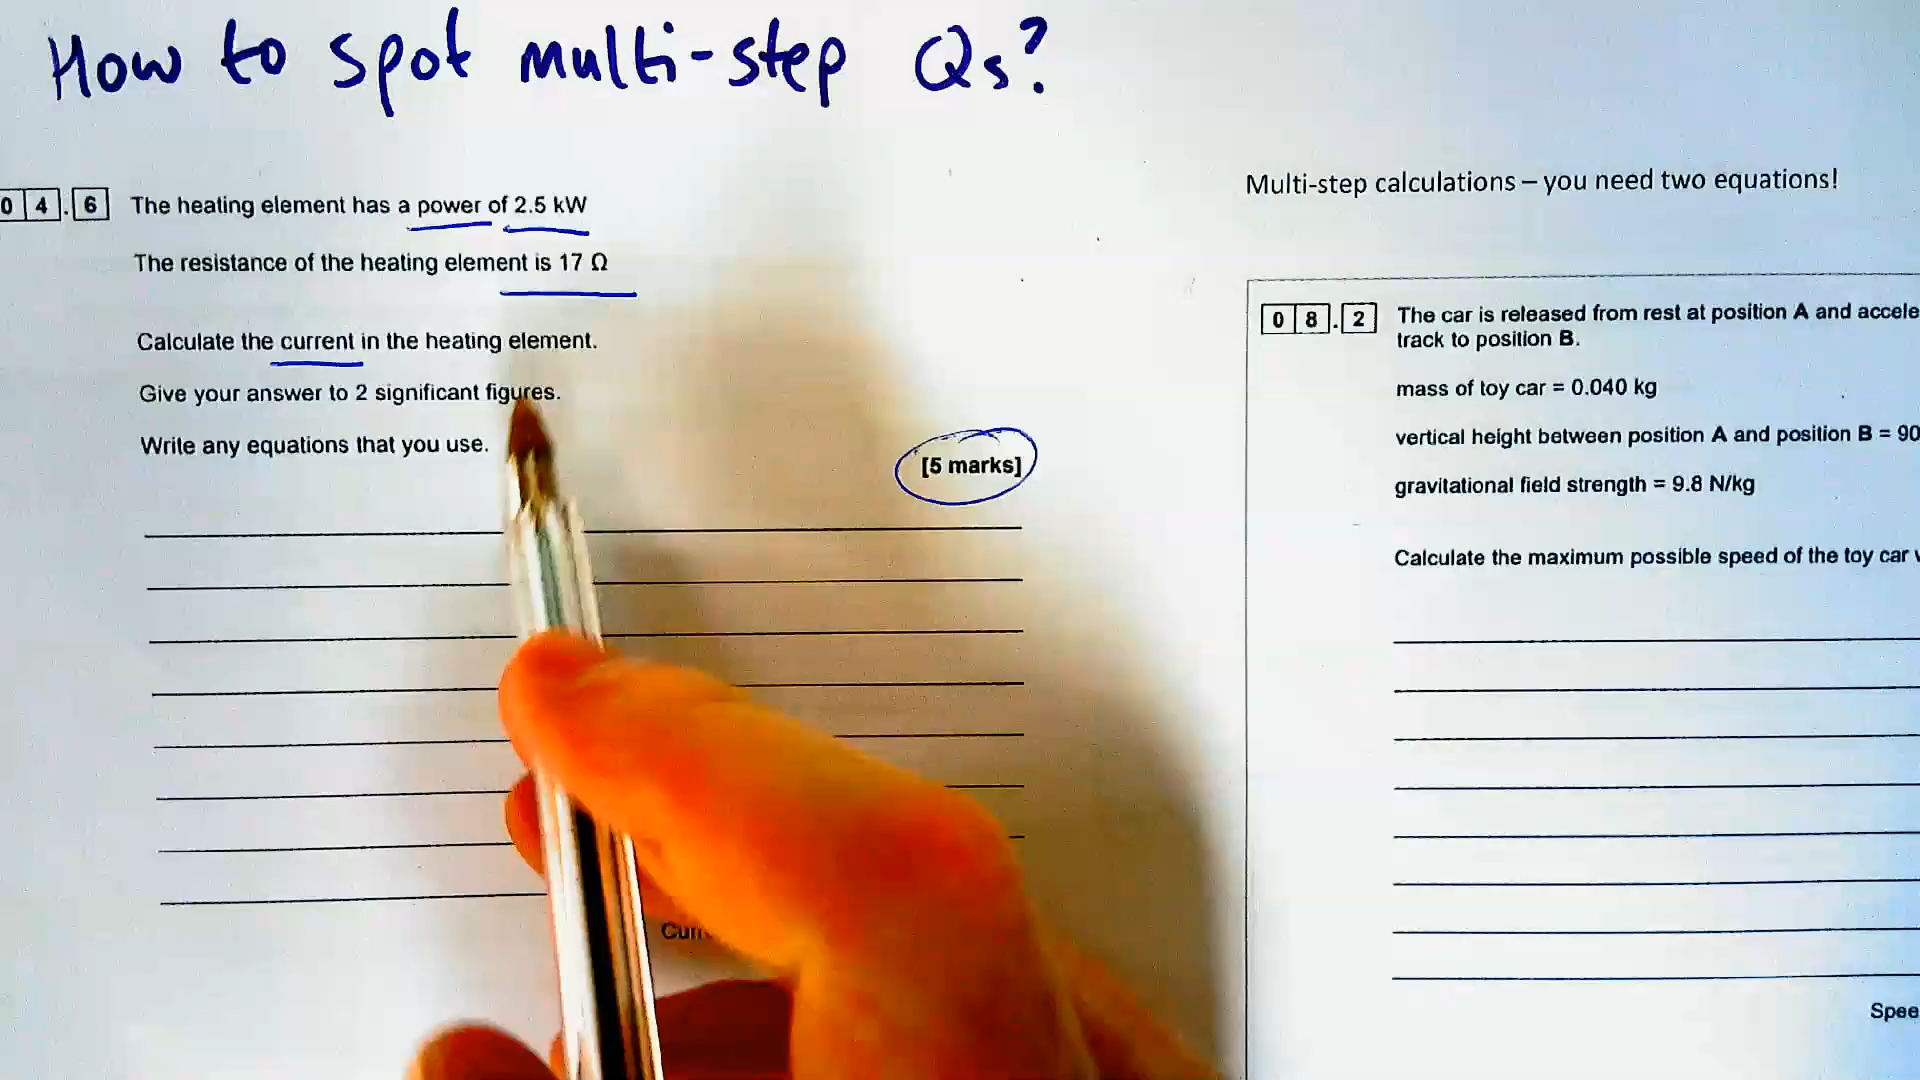 How to spot multi-step Qs?
04.6 The heating element has a power of 2.5 kW
The resistance of the heating element is 17 Ω
Calculate the current in the heating element.
Give your answer to 2 significant figures.
Write any equations that you use.
[5 marks]
Multi-step calculations – you need two equations!
08.2 The car is released from rest at position A and
track to position B.
mass of toy car = 0.040 kg
vertical height between position A and position B = 90
gravitational field strength = 9.8 N/kg
Calculate the maximum possible speed of the toy car